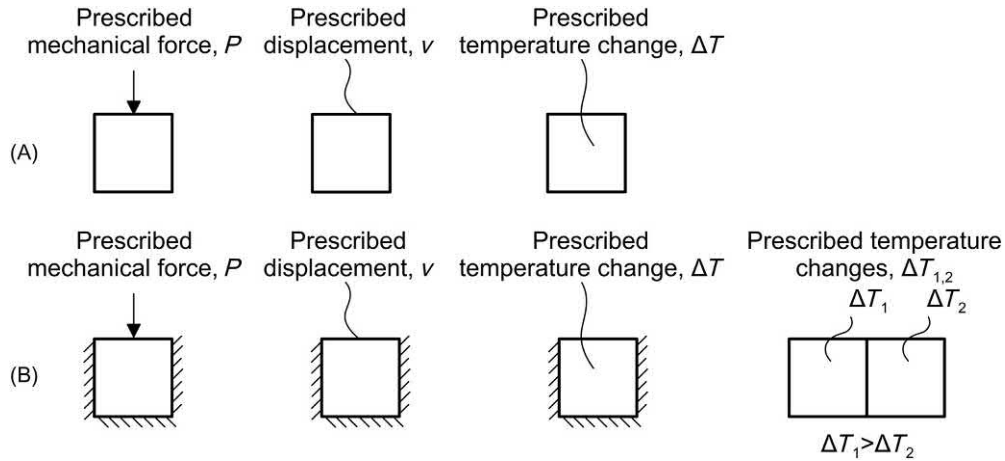 Prescribed
mechanical force, P
Prescribed
displacement, v
Prescribed
temperature change, ΔT
(A)
Prescribed
mechanical force, P
Prescribed
displacement, v
Prescribed
temperature change, ΔT
Prescribed temperature
changes, ΔT1,2
ΔT1
ΔT2
(B)
ΔT1>ΔT2